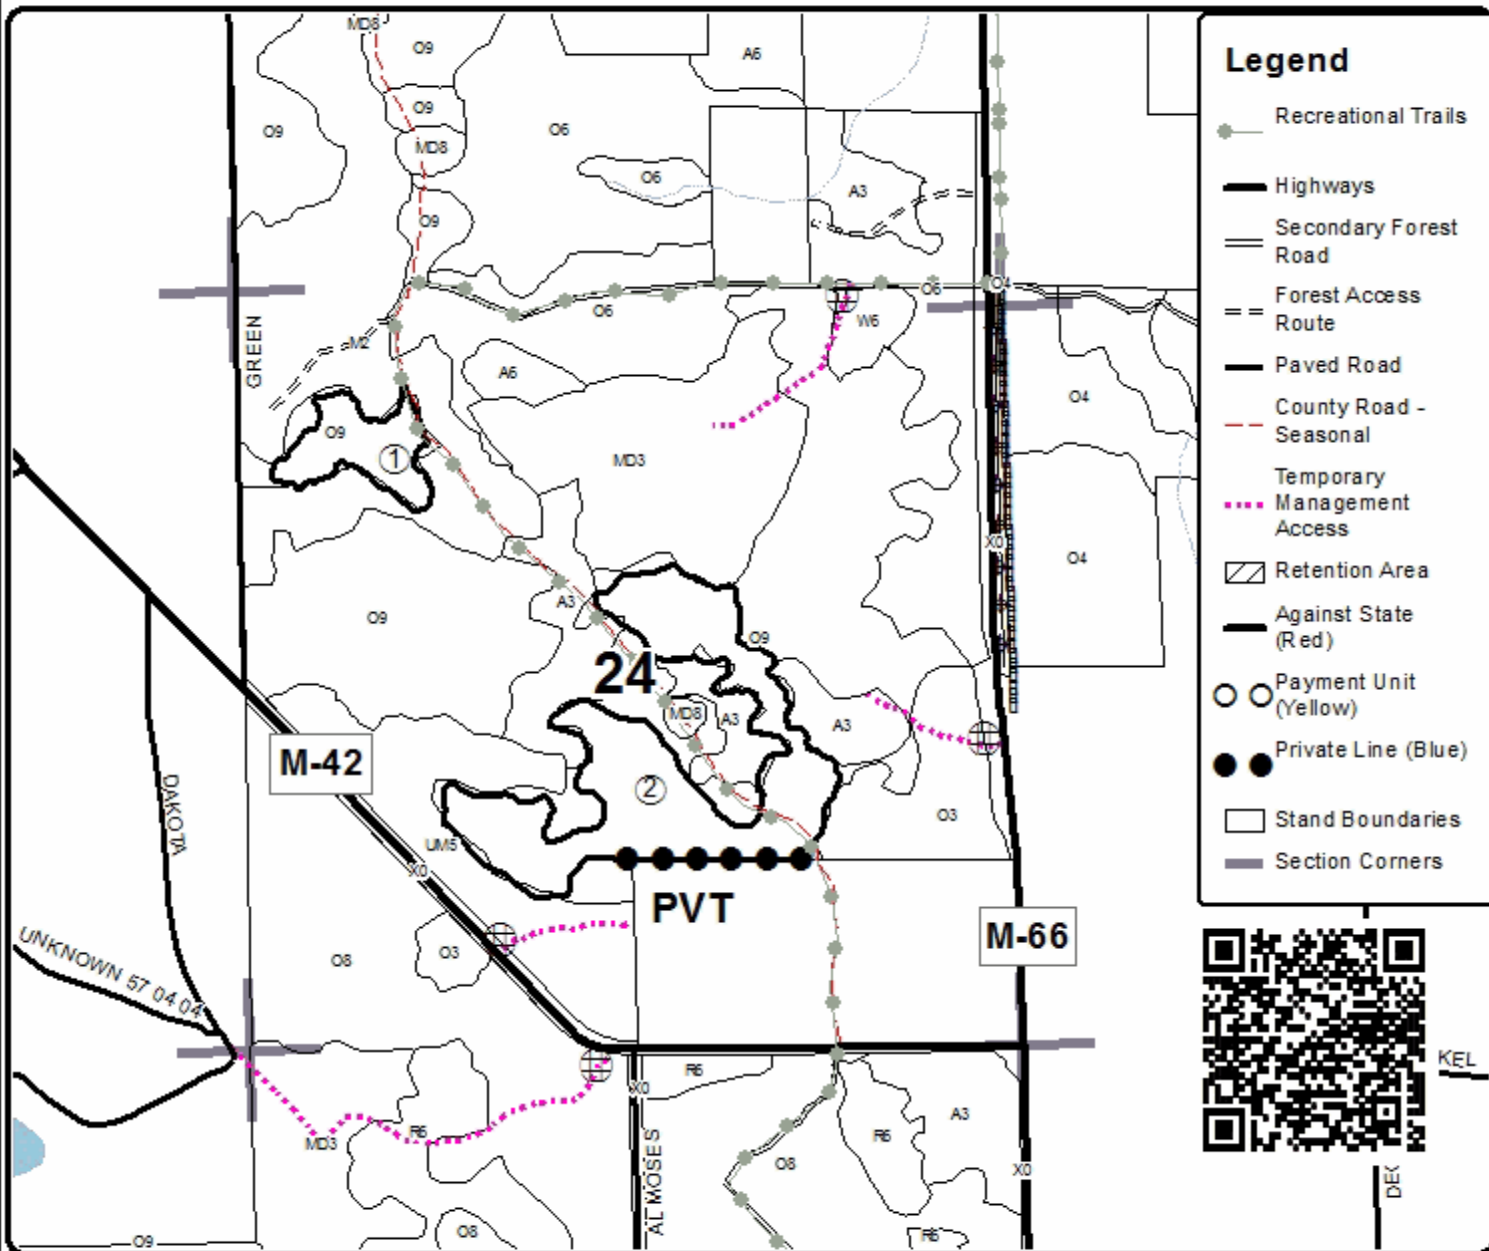 MD8
O9
A6
O9
O9
O6
MD8
O6
A3
O9
O6
O4
O6
W6
M2
GREEN
A6
O4
O9
1
MD3
X0
O4
A3
O9
O9
24
MD8
A3
A3
M-42
2
O3
DAKOTA
UM5
X0
PVT
M-66
UNKNOWN 57 04 04
O8
O3
R6
X0
MD3
R6
AL MOSES
O8
R6
A3
X0
O9
O8
R6
KEL
Legend
Recreational Trails
Highways
Secondary Forest
Road
Forest Access
Route
Paved Road
County Road -
Seasonal
Temporary
Management
Access
Retention Area
Against State
(Red)
Payment Unit
(Yellow)
Private Line (Blue)
Stand Boundaries
Section Corners